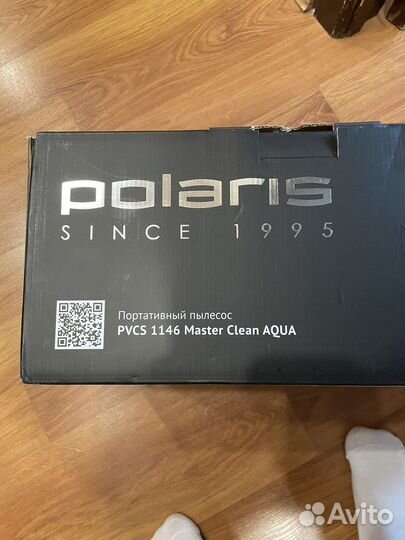 polaris
SINCE 1995
Портативный пылесос
PVCS 1146 Master Clean AQUA
Avito